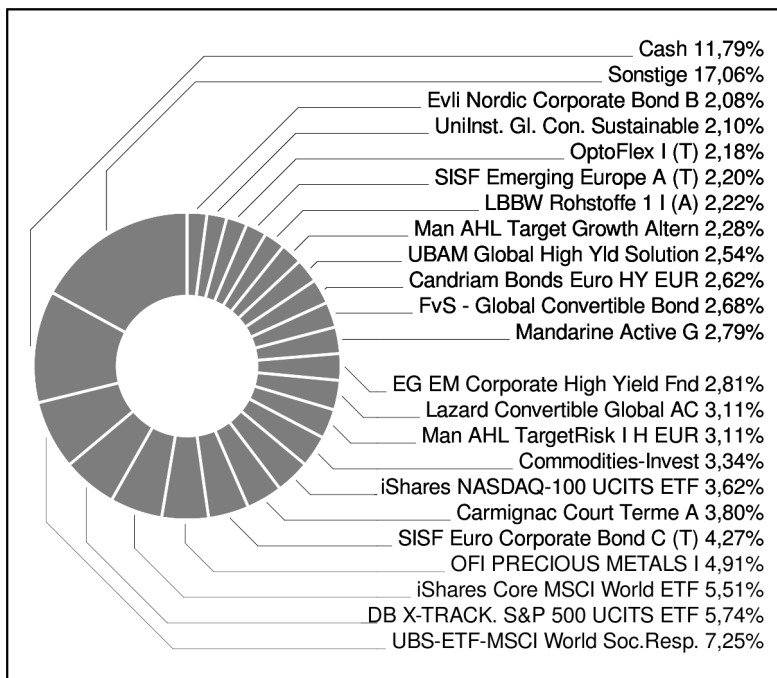 Cash 11,79%
Sonstige 17,06%
Evli Nordic Corporate Bond B 2,08%
UniInst. Gl. Con. Sustainable 2,10%
OptoFlex I (T) 2,18%
SISF Emerging Europe A (T) 2,20%
LBBW Rohstoffe 1 I (A) 2,22%
Man AHL Target Growth Altern 2,28%
UBAM Global High Yld Solution 2,54%
Candriam Bonds Euro HY EUR 2,62%
FvS - Global Convertible Bond 2,68%
Mandarine Active G 2,79%
EG EM Corporate High Yield Fnd 2,81%
Lazard Convertible Global AC 3,11%
Man AHL TargetRisk I H EUR 3,11%
Commodities-Invest 3,34%
iShares NASDAQ-100 UCITS ETF 3,62%
Carmignac Court Terme A 3,80%
SISF Euro Corporate Bond C (T) 4,27%
OFI PRECIOUS METALS I 4,91%
iShares Core MSCI World ETF 5,51%
DB X-TRACK. S&P 500 UCITS ETF 5,74%
UBS-ETF-MSCI World Soc.Resp. 7,25%